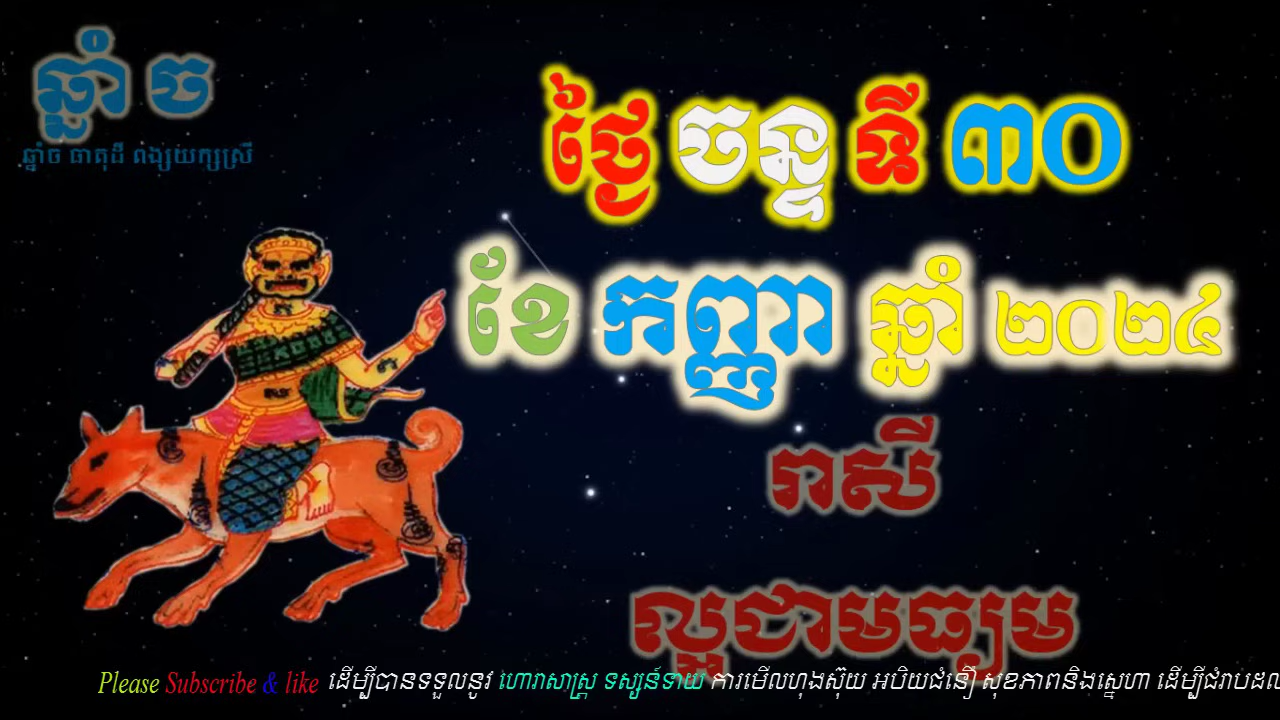 ឆ្នាំ ច
ឆ្នាំច ធាតុដី ពង្សយក្សស្រី
ថ្ងៃ ចន្ទ ទី ៣០
ខែ កញ្ញា ឆ្នាំ ២០២៤
រាសី
ល្អជាមធ្យម
Please Subscribe & like ដើម្បីបានទទួលនូវ ហោរាសាស្ត្រ ទស្សន៍ទាយ ការមើលហុងស៊ុយ អបិយជំនឿ សុខភាពនិងស្នេហា ដើម្បីជំរាបដល